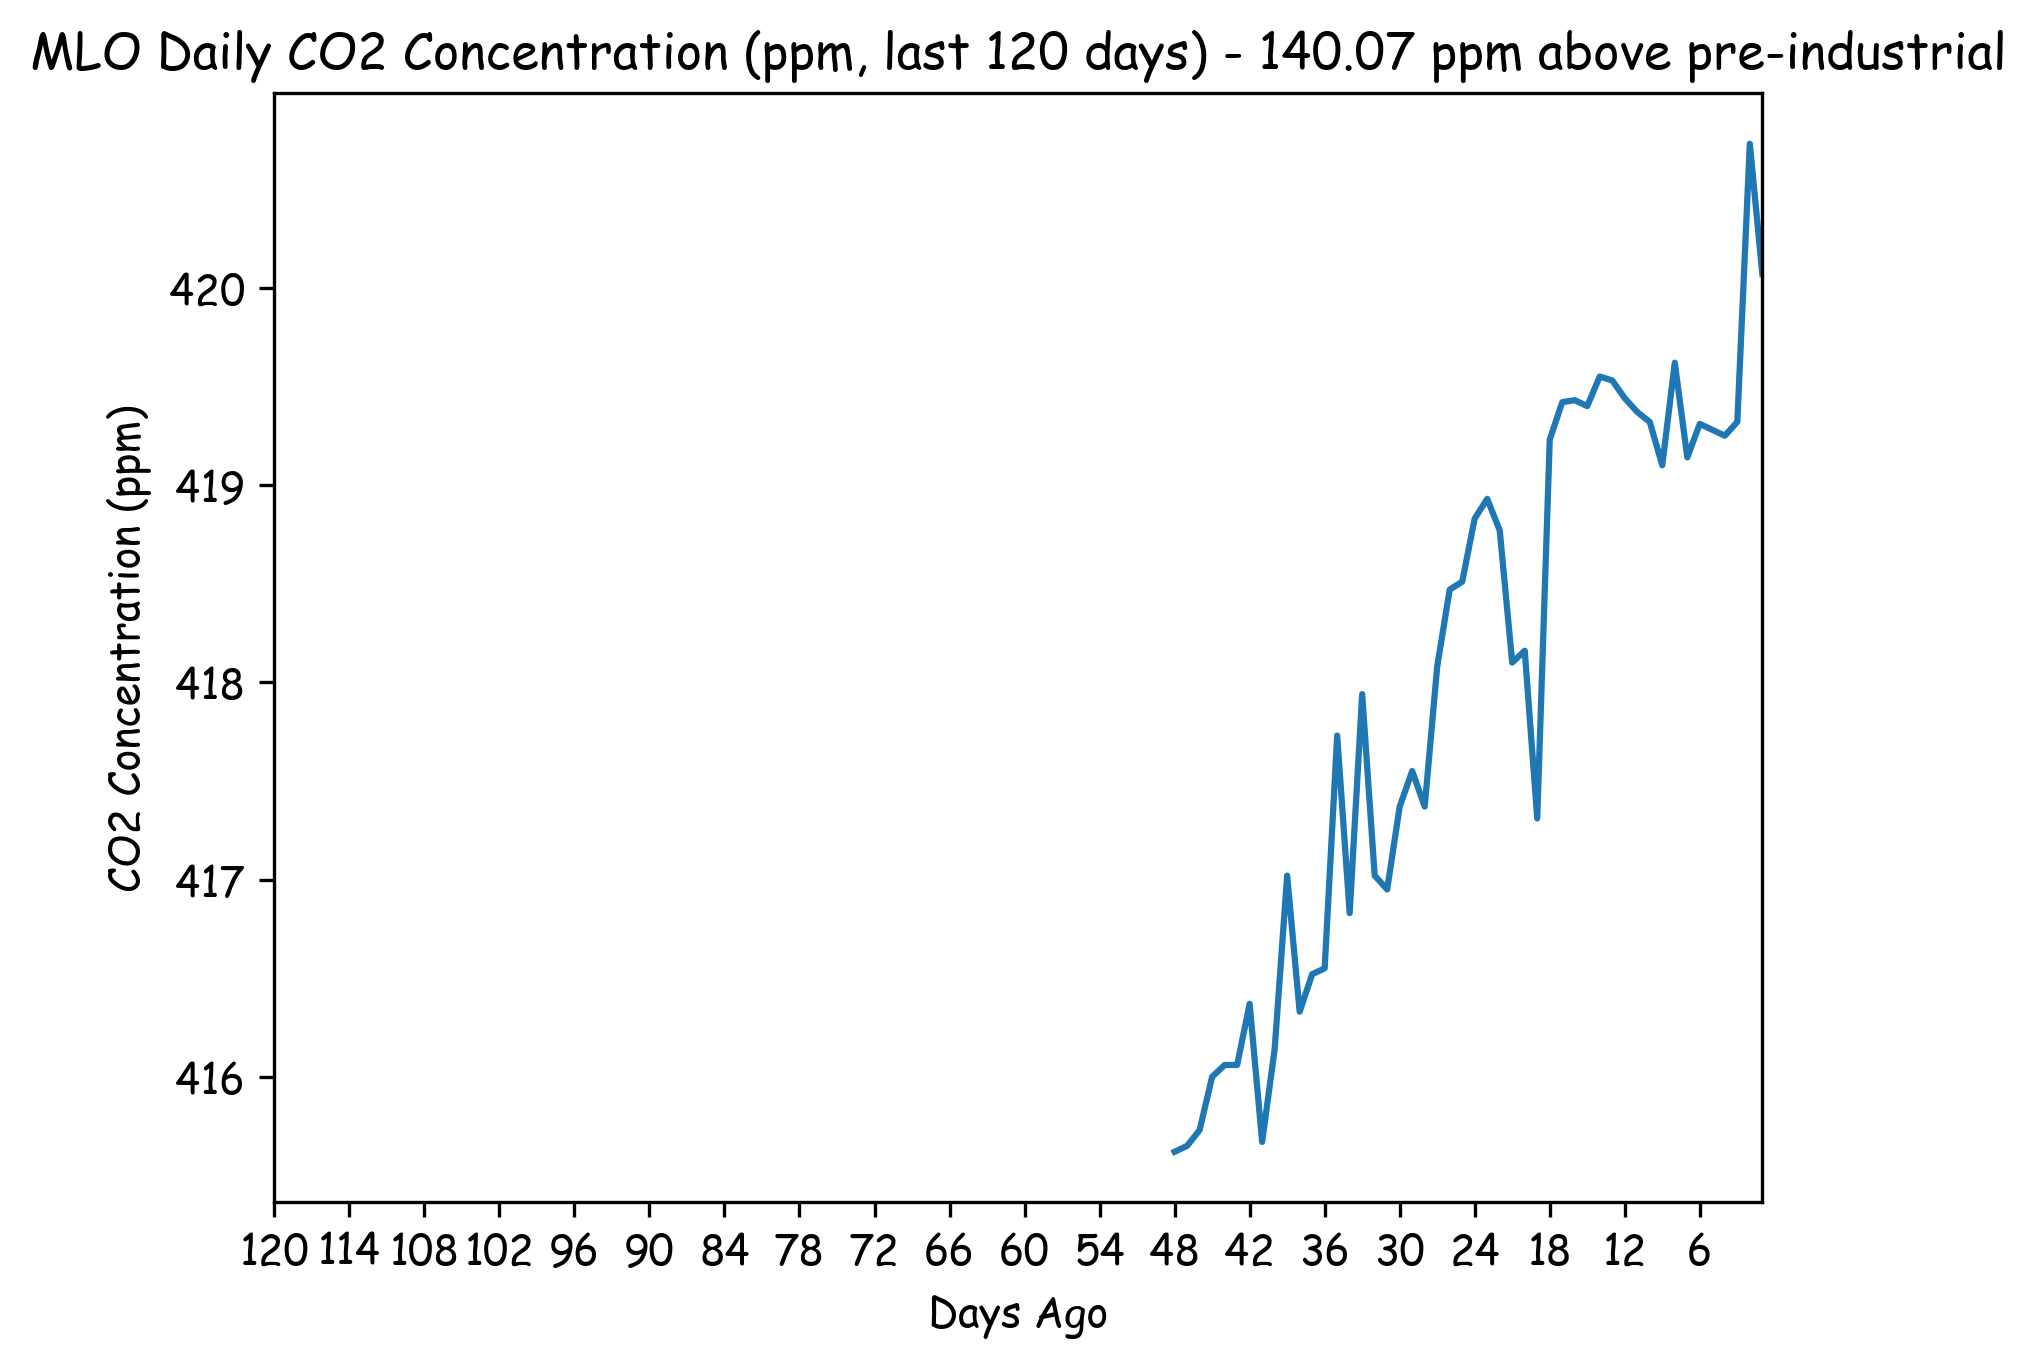 MLO Daily CO2 Concentration (ppm, last 120 days) - 140.07 ppm above pre-industrial
CO2 Concentration (ppm)
420
419
418
417
416
120 114 108 102 96 90 84 78 72 66 60 54 48 42 36 30 24 18 12 6
Days Ago